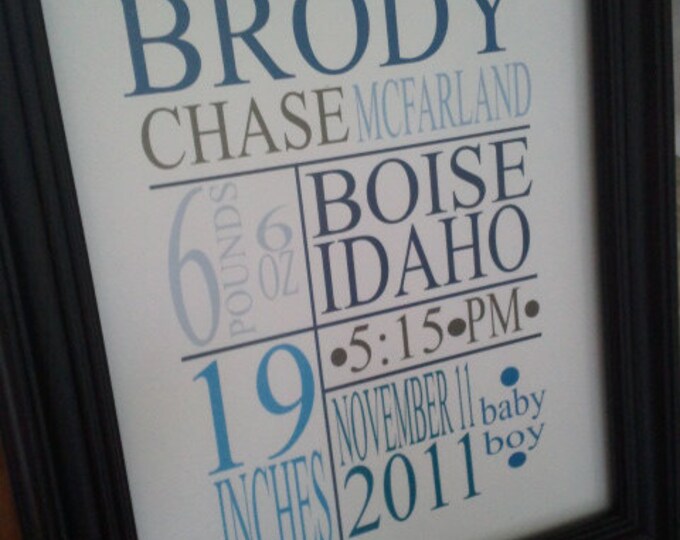 BRODY
CHASE MCFARLAND
6 POUNDS 6 OZ
BOISE
IDAHO
•5:15•PM•
19
INCHES
NOVEMBER 11
2011
baby
boy